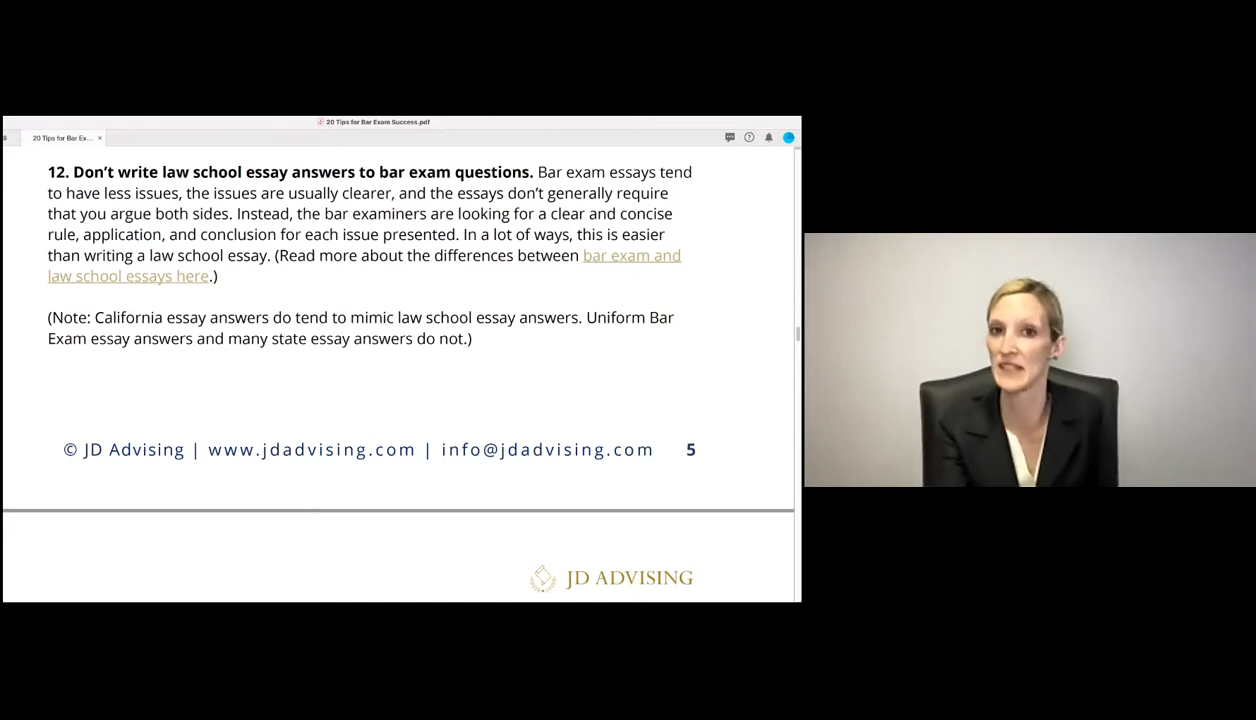 20 Tips for Bar Exam Success.pdf
s
20 Tips for Bar Ex... ×
12. Don't write law school essay answers to bar exam questions. Bar exam essays tend
to have less issues, the issues are usually clearer, and the essays don't generally require
that you argue both sides. Instead, the bar examiners are looking for a clear and concise
rule, application, and conclusion for each issue presented. In a lot of ways, this is easier
than writing a law school essay. (Read more about the differences between bar exam and
law school essays here.)
(Note: California essay answers do tend to mimic law school essay answers. Uniform Bar
Exam essay answers and many state essay answers do not.)
© JD Advising | www.jdadvising.com | info@jdadvising.com 5
JD ADVISING